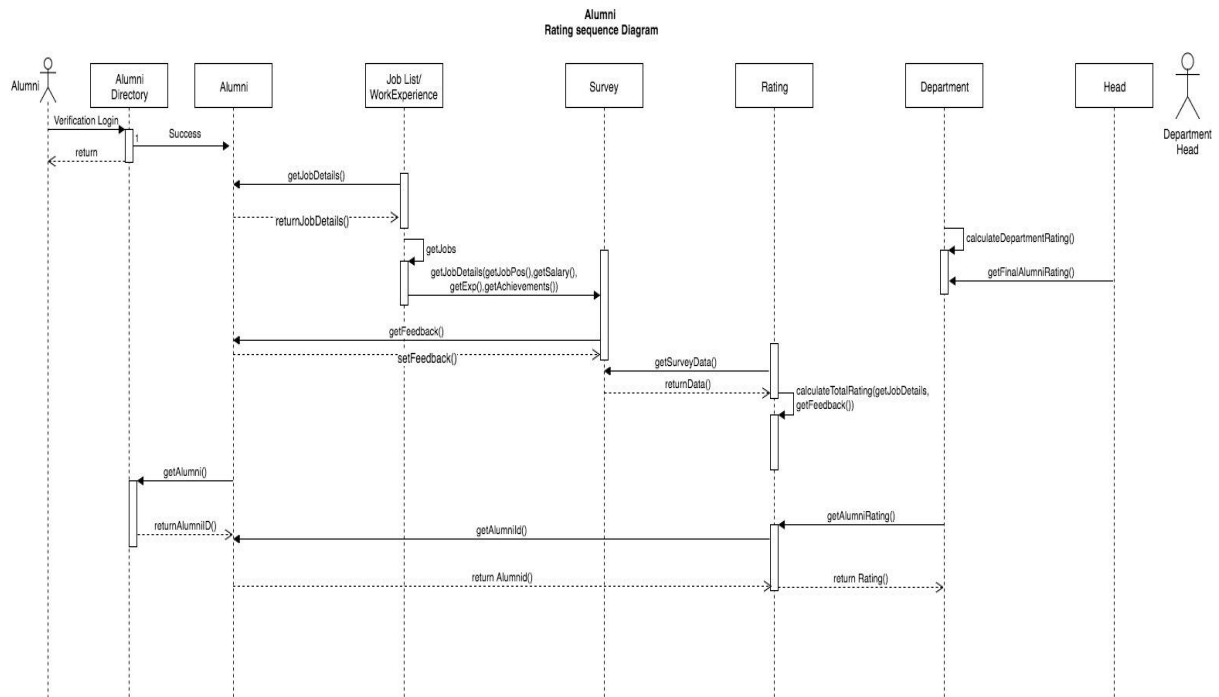 Alumni
Rating sequence Diagram
Alumni
Alumni
Directory
Alumni
Job List/
WorkExperience
Survey
Rating
Department
Head
Department
Head
Verification Login
1
Success
return
getJobDetails()
returnJobDetails()
calculateDepartmentRating()
getJobs
getJobDetails(getJobPos(),getSalary(),
getExp(),getAchievements())
getFinalAlumniRating()
getFeedback()
setFeedback()
getSurveyData()
returnData()
calculateTotalRating(getJobDetails,
getFeedback())
getAlumni()
returnAlumniID()
getAlumniId()
getAlumniRating()
return Alumnid()
return Rating()